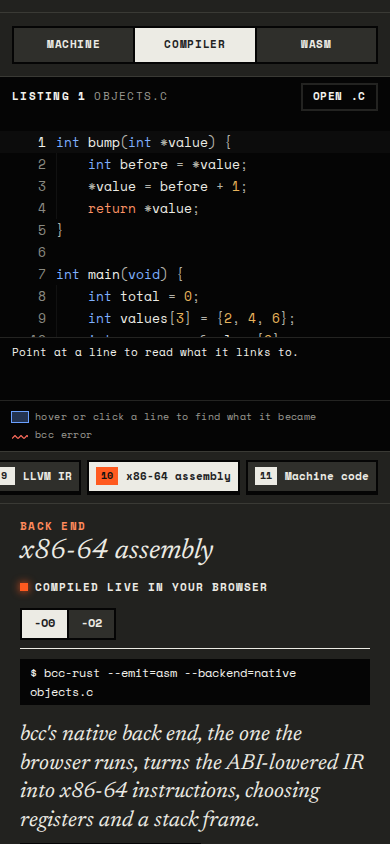 MACHINE COMPILER WASM
LISTING 1 OBJECTS.C OPEN .C
1 int bump(int *value) {
2 int before = *value;
3 *value = before + 1;
4 return *value;
5 }
6
7 int main(void) {
8 int total = 0;
9 int values[3] = {2, 4, 6};
Point at a line to read what it links to.
hover or click a line to find what it became
bcc error
9 LLVM IR 10 x86-64 assembly 11 Machine code
BACK END
x86-64 assembly
COMPILED LIVE IN YOUR BROWSER
-O0 -O2
$ bcc-rust --emit=asm --backend=native
objects.c
bcc's native back end, the one the
browser runs, turns the ABI-lowered IR
into x86-64 instructions, choosing
registers and a stack frame.